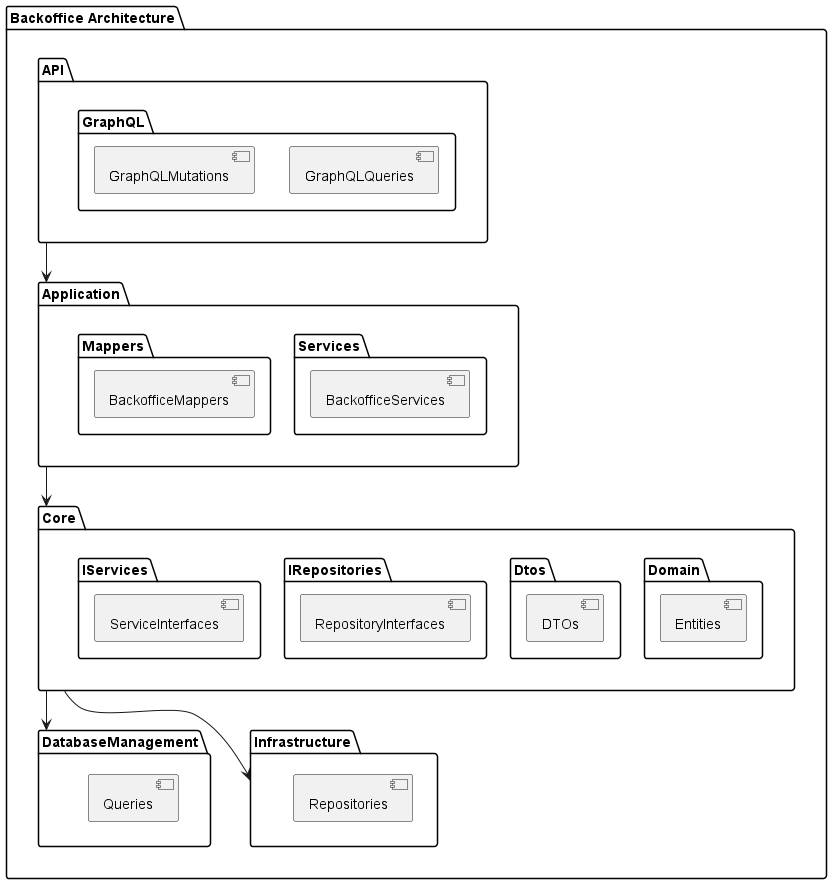 Backoffice Architecture
API
GraphQL
GraphQLMutations
GraphQLQueries
Application
Mappers
Services
BackofficeMappers
BackofficeServices
Core
IServices
IRepositories
Dtos
Domain
ServiceInterfaces
RepositoryInterfaces
DTOs
Entities
DatabaseManagement
Infrastructure
Queries
Repositories